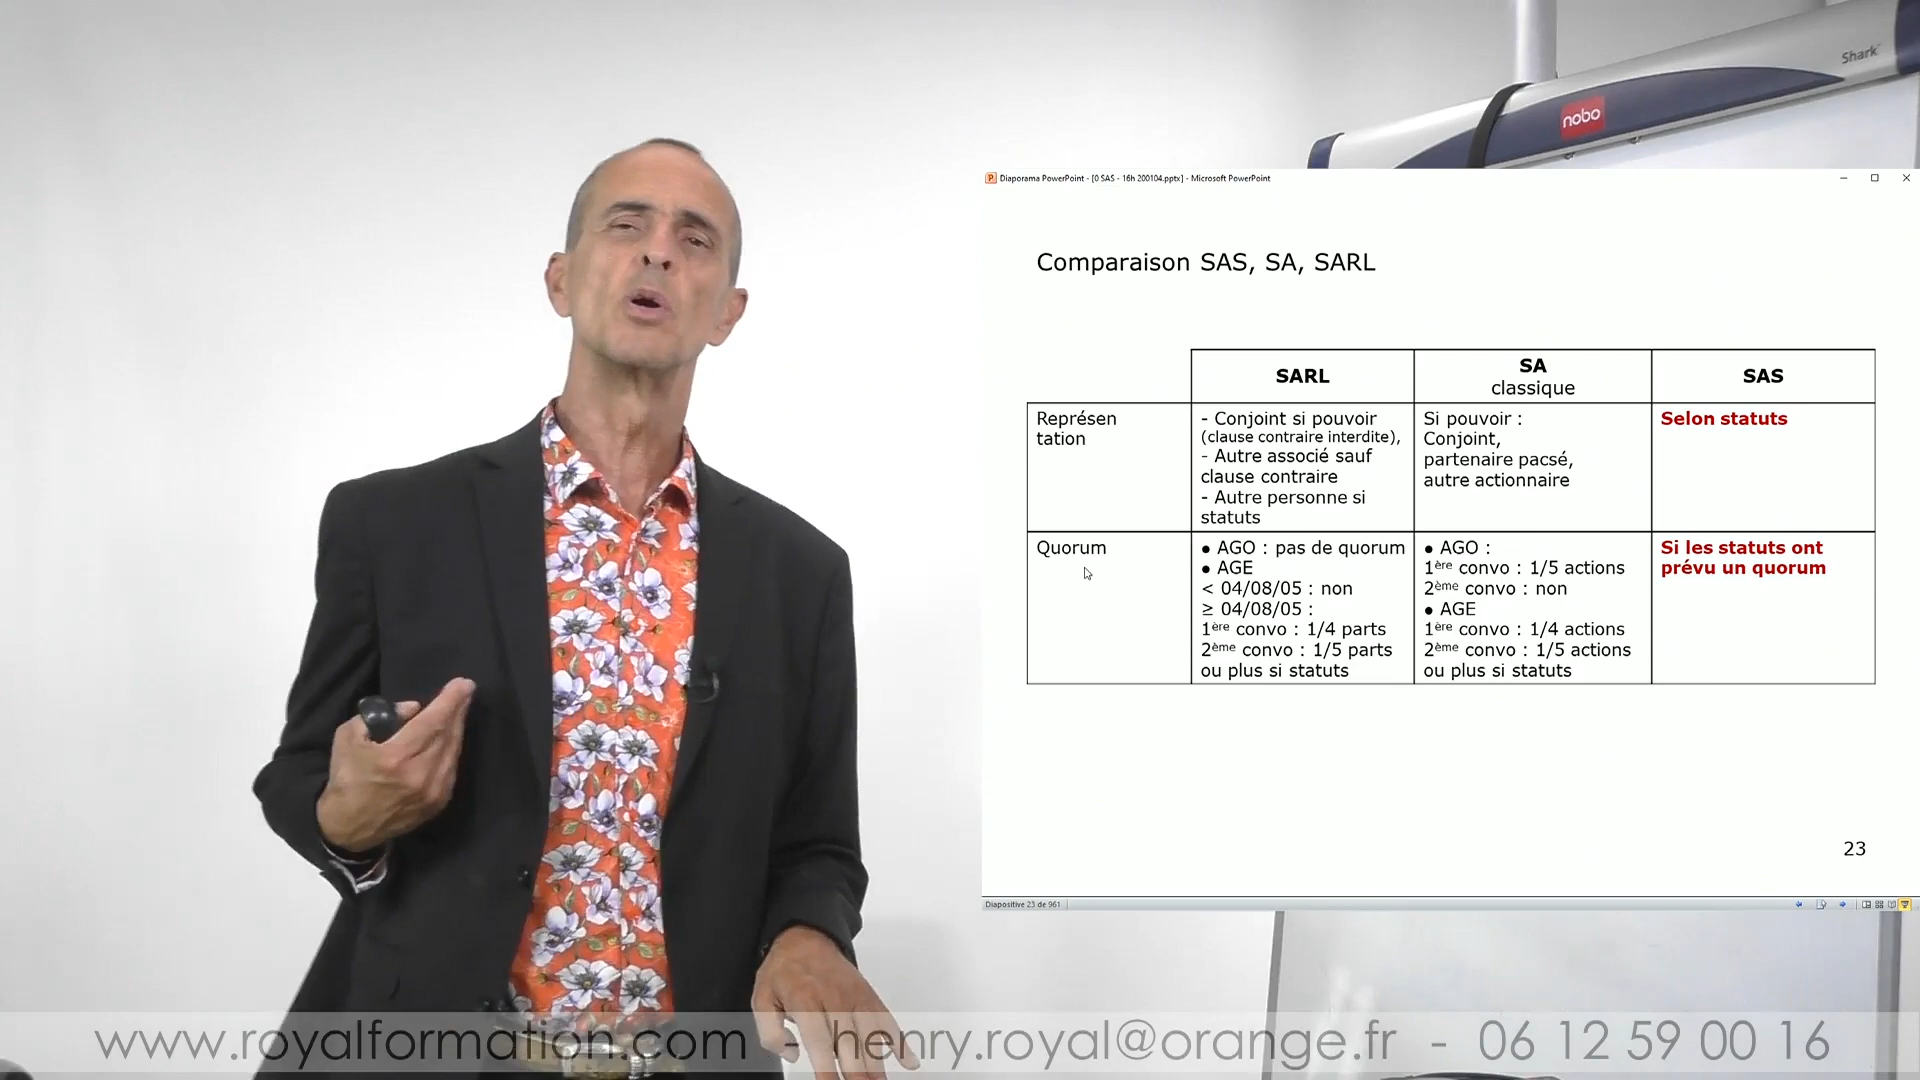 Shark
nobo
Diaporama PowerPoint - [0 SAS - 16h 200104.pptx] - Microsoft PowerPoint
Comparaison SAS, SA, SARL
SARL
SA
classique
SAS
Représen
tation
- Conjoint si pouvoir
(clause contraire interdite),
- Autre associé sauf
clause contraire
- Autre personne si
statuts
Si pouvoir :
Conjoint,
partenaire pacsé,
autre actionnaire
Selon statuts
Quorum
● AGO : pas de quorum
● AGE
< 04/08/05 : non
≥ 04/08/05 :
1ère convo : 1/4 parts
2ème convo : 1/5 parts
ou plus si statuts
● AGO :
1ère convo : 1/5 actions
2ème convo : non
● AGE
1ère convo : 1/4 actions
2ème convo : 1/5 actions
ou plus si statuts
Si les statuts ont
prévu un quorum
23
Diapositive 23 de 961
www.royalformation.com - henry.royal@orange.fr - 06 12 59 00 16